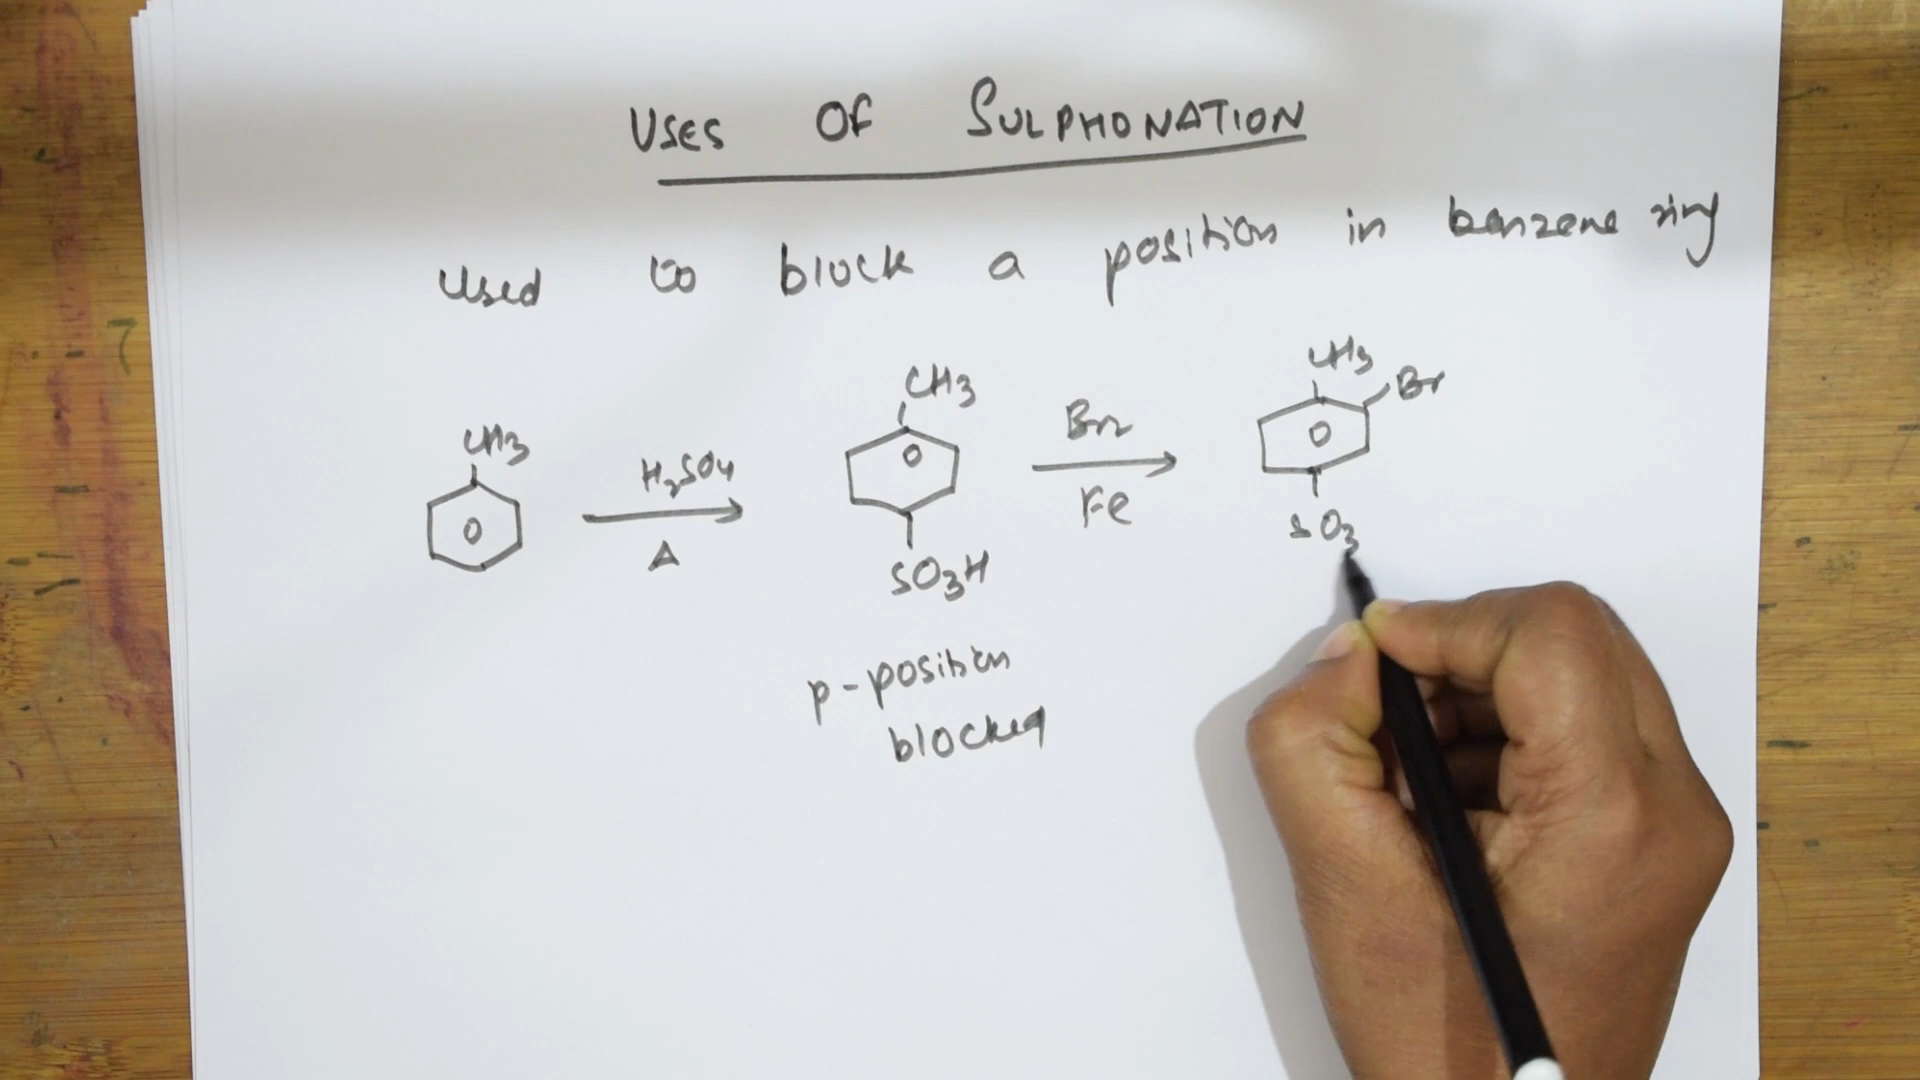 USES OF SULPHONATION
Used to block a position in benzene ring
CH3
H2SO4
Δ
CH3
SO3H
Br2
Fe
CH3
Br
SO3
p-position
blocked